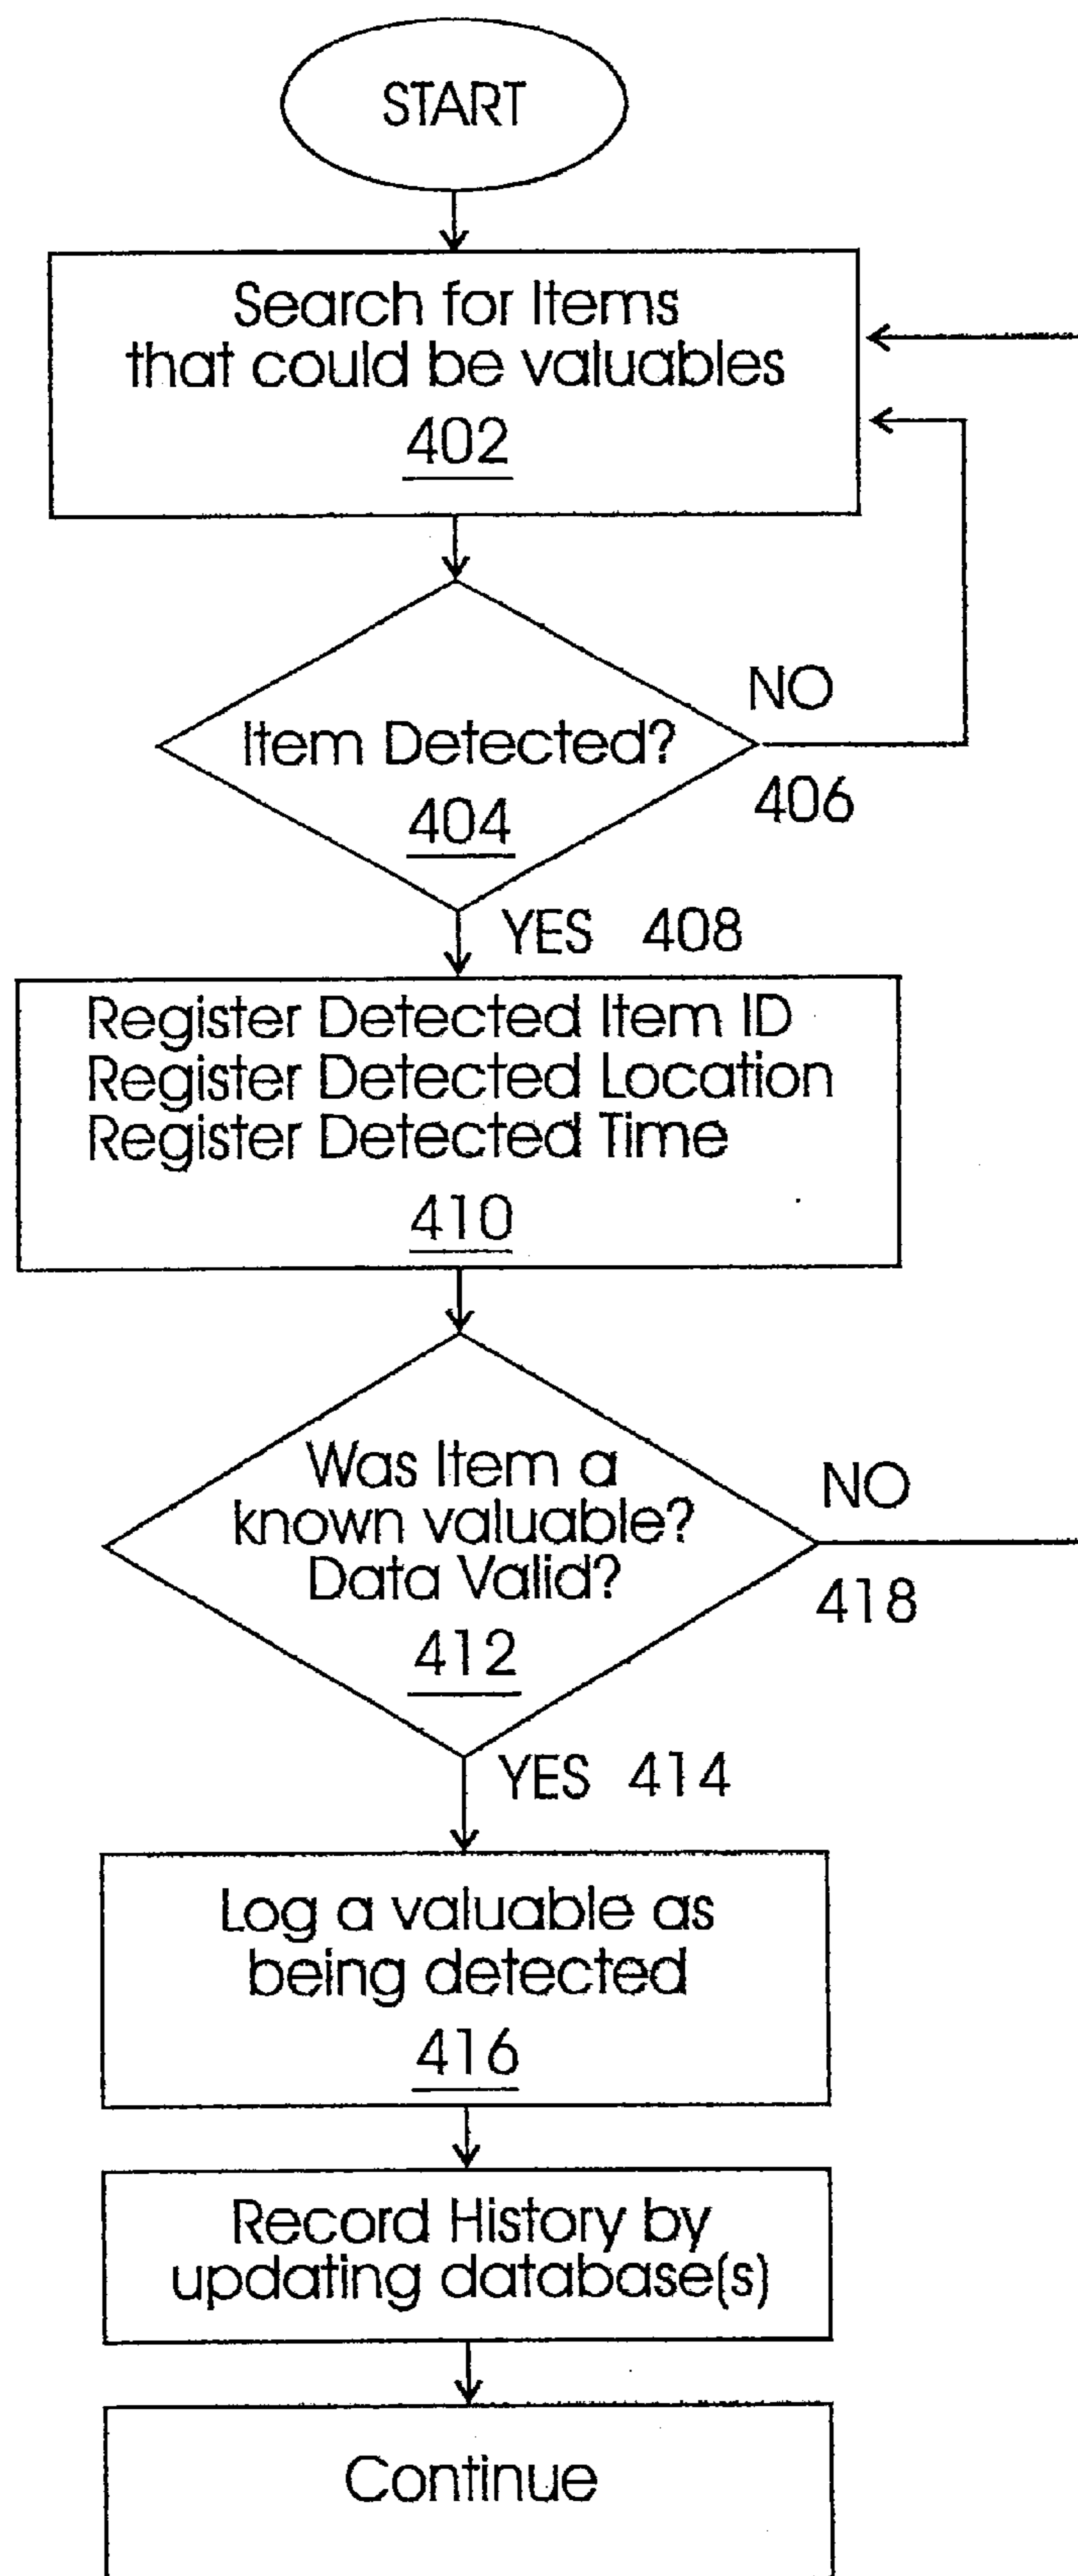 START
Search for Items
that could be valuables
402
Item Detected?
404
NO
406
YES 408
Register Detected Item ID
Register Detected Location
Register Detected Time
410
Was Item a
known valuable?
Data Valid?
412
NO
418
YES 414
Log a valuable as
being detected
416
Record History by
updating database(s)
Continue